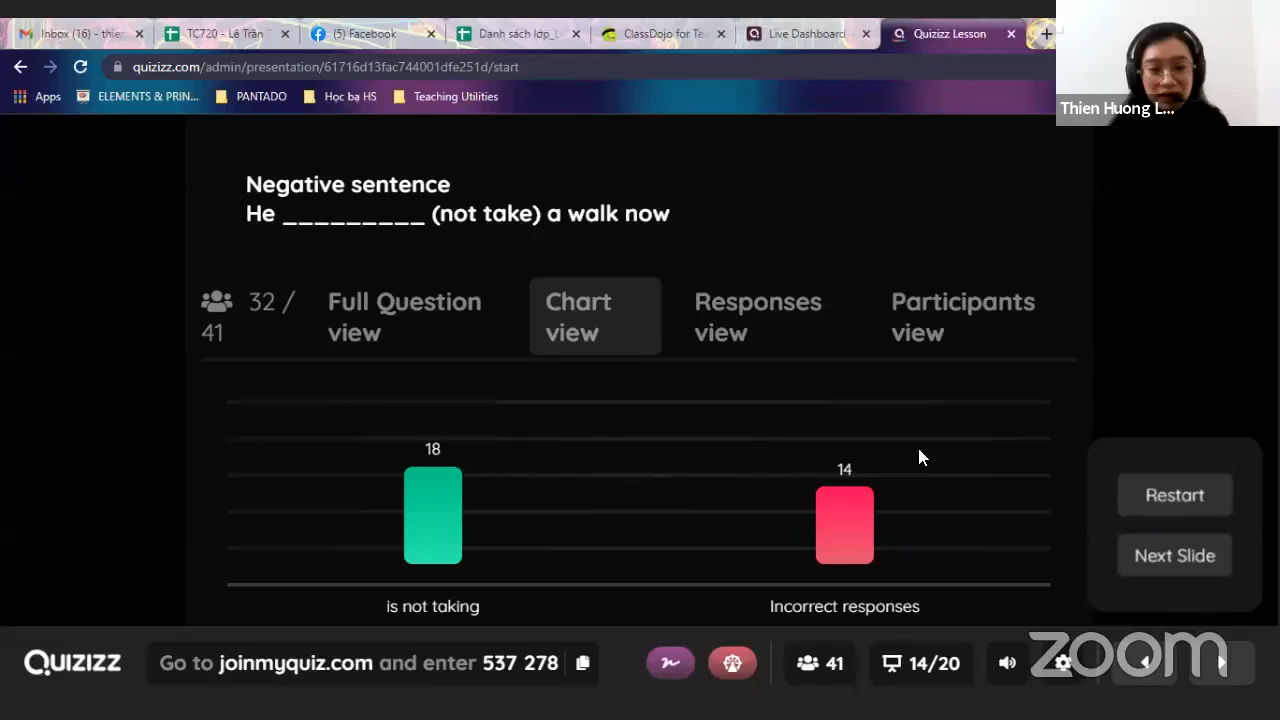 Inbox (16) - thie
TC720 - Lê Trần T
(5) Facebook
Danh sách lớp_L
ClassDojo for Te
Live Dashboard
Quizizz Lesson
quizizz.com/admin/presentation/61716d13fac744001dfe251d/start
Apps
ELEMENTS & PRIN...
PANTADO
Học bạ HS
Teaching Utilities
Thien Huong L...
Negative sentence
He _________ (not take) a walk now
32 /
41
Full Question
view
Chart
view
Responses
view
Participants
view
18
14
is not taking
Incorrect responses
Restart
Next Slide
QUIZIZZ
Go to joinmyquiz.com and enter 537 278
41
14/20
zoom